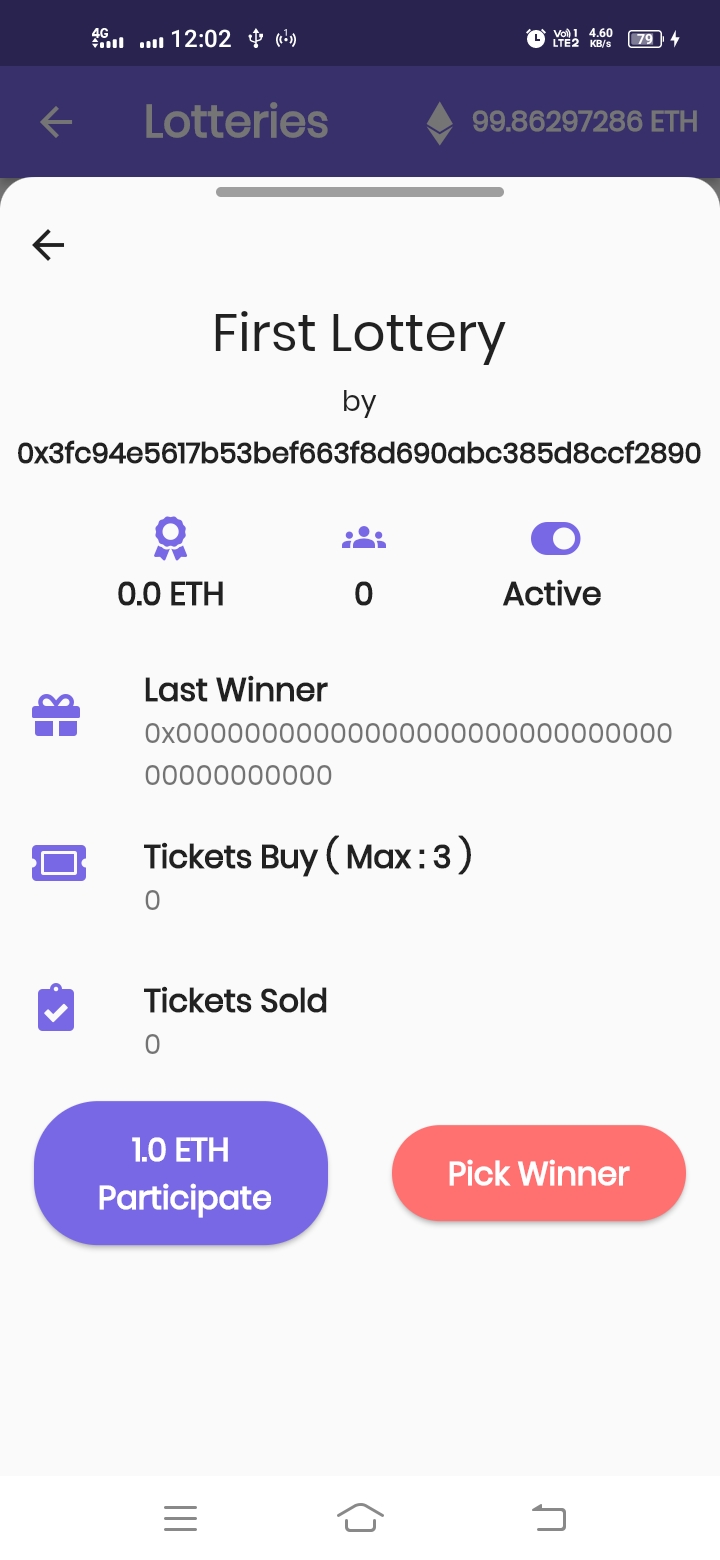 4G 12:02 Vo)) 1 LTE2 4.60 KB/s 79
Lotteries 99.86297286 ETH
First Lottery
by
0x3fc94e5617b53bef663f8d690abc385d8ccf2890
0.0 ETH 0 Active
Last Winner
0x00000000000000000000000000000
00000000000
Tickets Buy ( Max : 3 )
0
Tickets Sold
0
1.0 ETH
Participate
Pick Winner